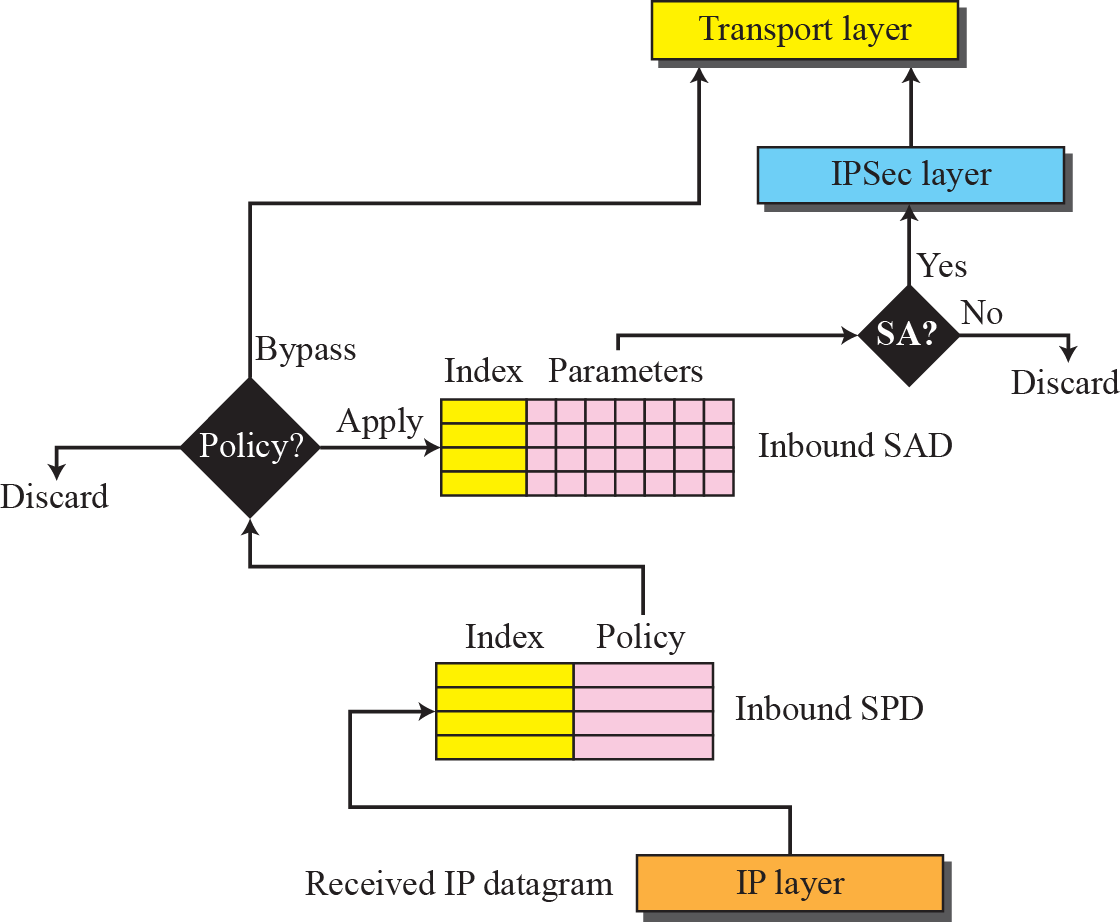 Transport layer
IPSec layer
Yes
SA?
No
Discard
Bypass
Index Parameters
Policy?
Apply
Inbound SAD
Discard
Index Policy
Inbound SPD
Received IP datagram
IP layer